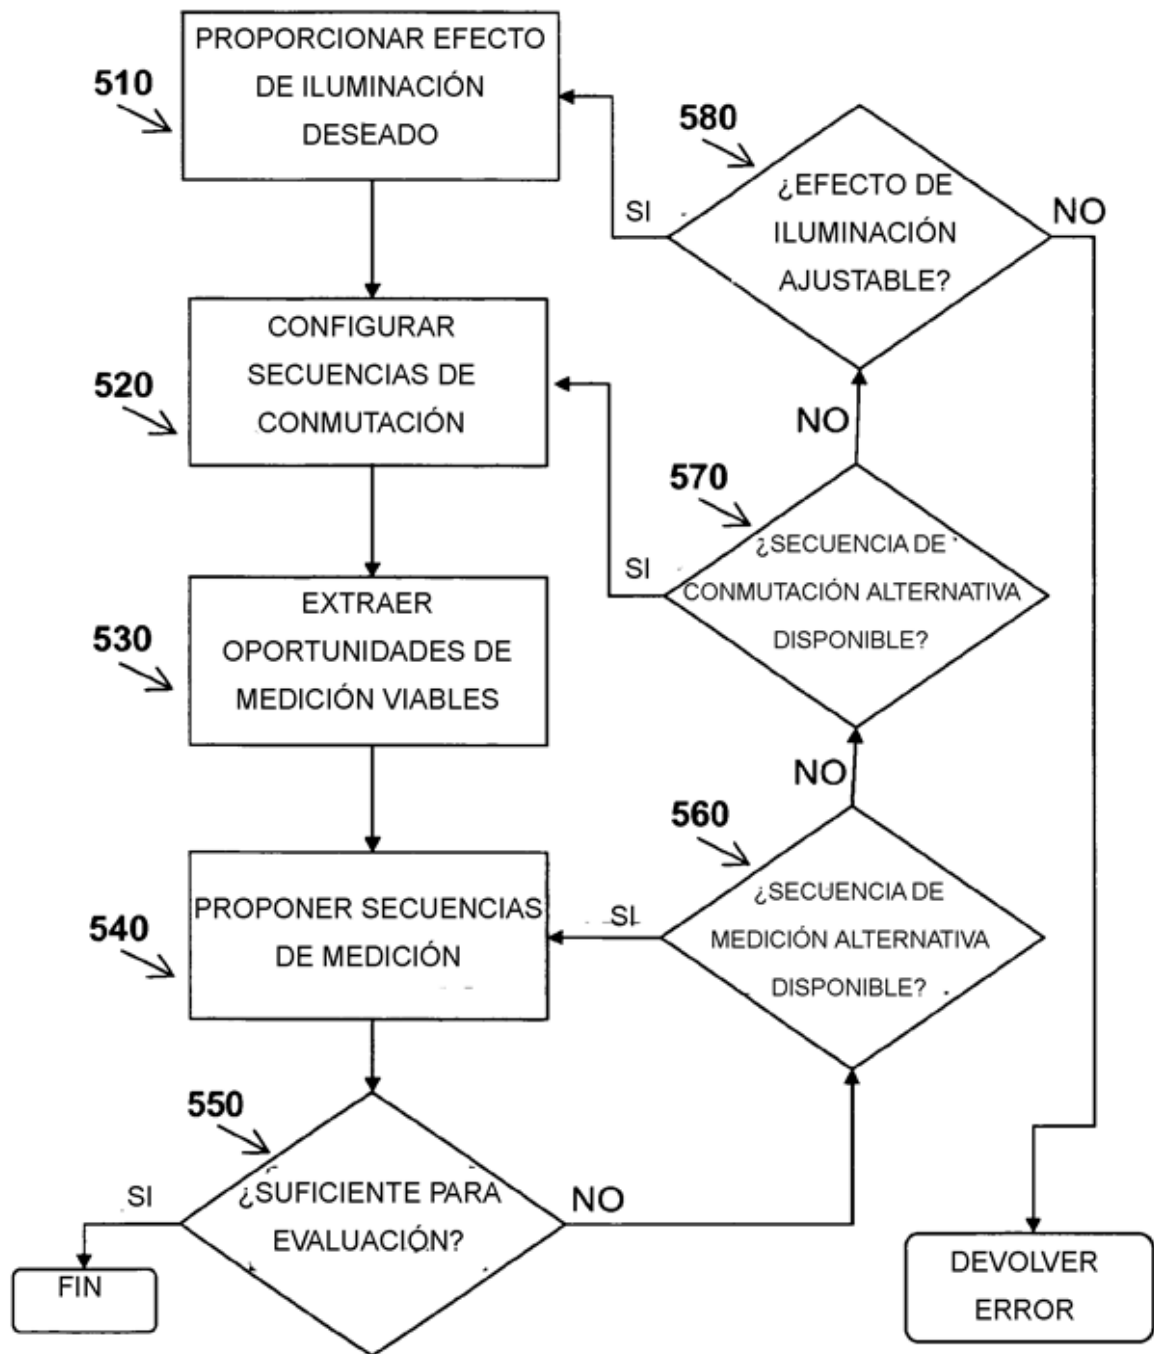 510
PROPORCIONAR EFECTO
DE ILUMINACIÓN
DESEADO
580
¿EFECTO DE
ILUMINACIÓN
AJUSTABLE?
SI
NO
520
CONFIGURAR
SECUENCIAS DE
CONMUTACIÓN
NO
570
¿SECUENCIA DE
CONMUTACIÓN ALTERNATIVA
DISPONIBLE?
SI
530
EXTRAER
OPORTUNIDADES DE
MEDICIÓN VIABLES
NO
560
¿SECUENCIA DE
MEDICIÓN ALTERNATIVA
DISPONIBLE?
SI
540
PROPONER SECUENCIAS
DE MEDICIÓN
550
¿SUFICIENTE PARA
EVALUACIÓN?
SI
NO
FIN
DEVOLVER
ERROR